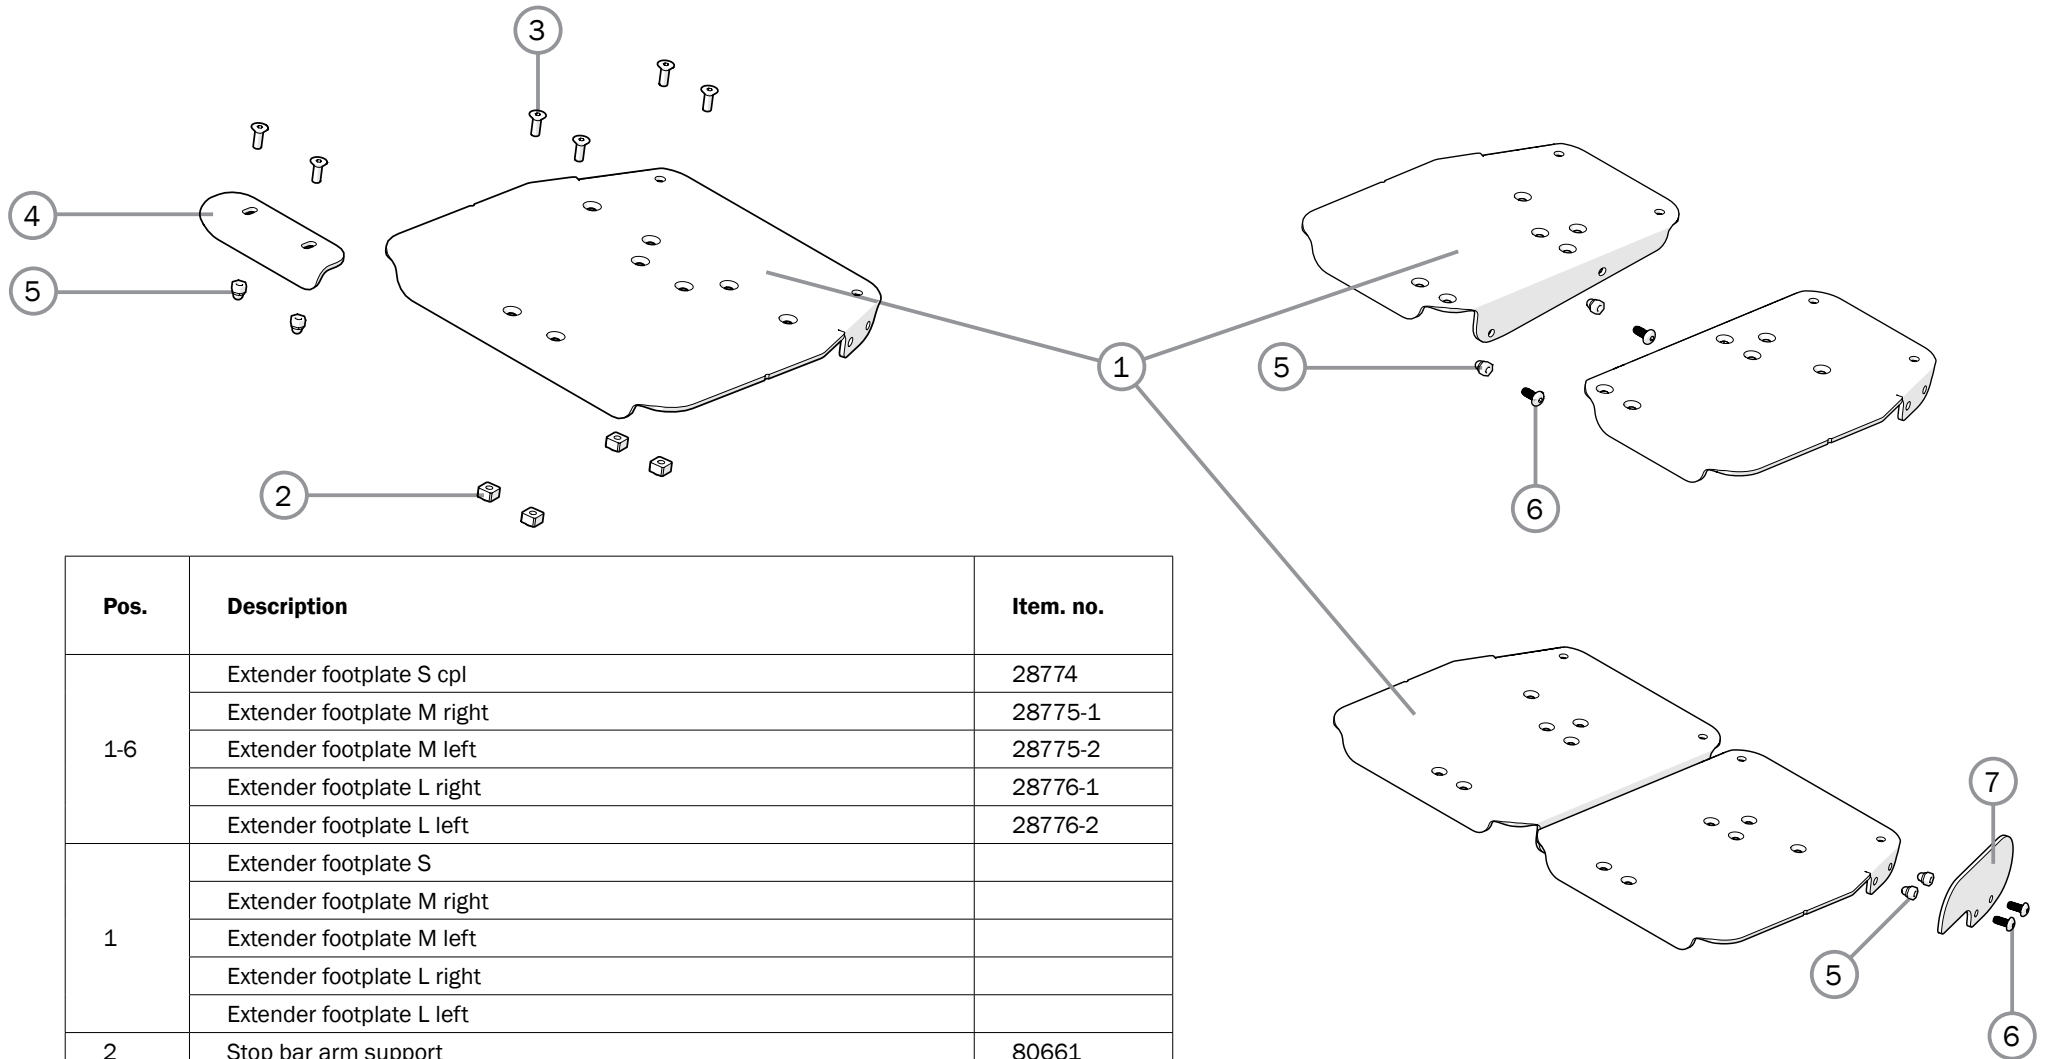 3
4
5
2
1
5
6
7
5
6
Pos. Description Item. no.
1-6
Extender footplate S cpl 28774
Extender footplate M right 28775-1
Extender footplate M left 28775-2
Extender footplate L right 28776-1
Extender footplate L left 28776-2
1
Extender footplate S
Extender footplate M right
Extender footplate M left
Extender footplate L right
Extender footplate L left
2 Stop bar arm support 80661